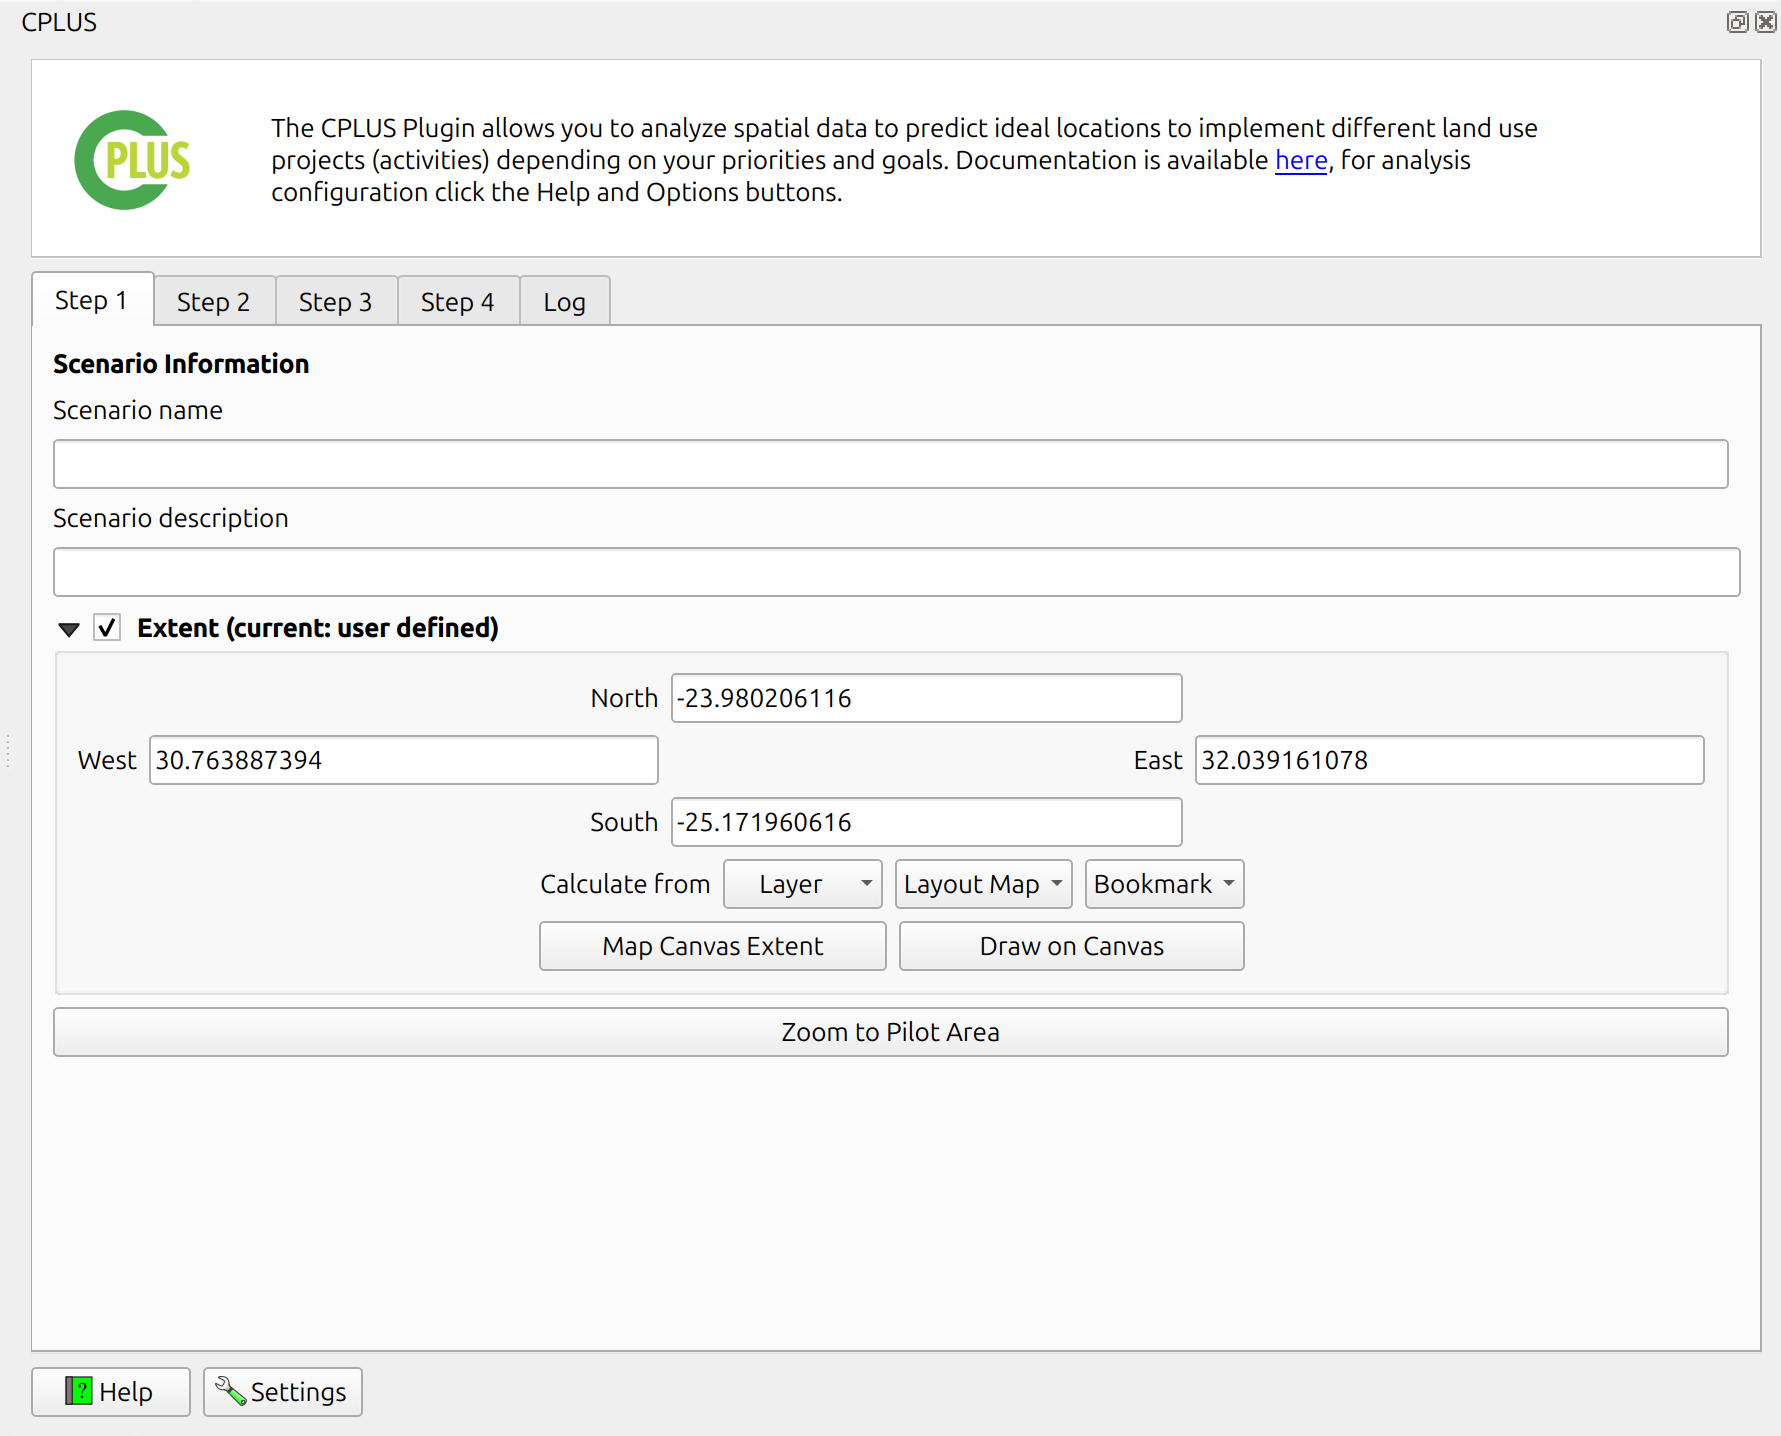 CPLUS
CPLUS
The CPLUS Plugin allows you to analyze spatial data to predict ideal locations to implement different land use
projects (activities) depending on your priorities and goals. Documentation is available here, for analysis
configuration click the Help and Options buttons.
Step 1 Step 2 Step 3 Step 4 Log
Scenario Information
Scenario name
Scenario description
Extent (current: user defined)
North -23.980206116
West 30.763887394 East 32.039161078
South -25.171960616
Calculate from Layer Layout Map Bookmark
Map Canvas Extent Draw on Canvas
Zoom to Pilot Area
? Help Settings